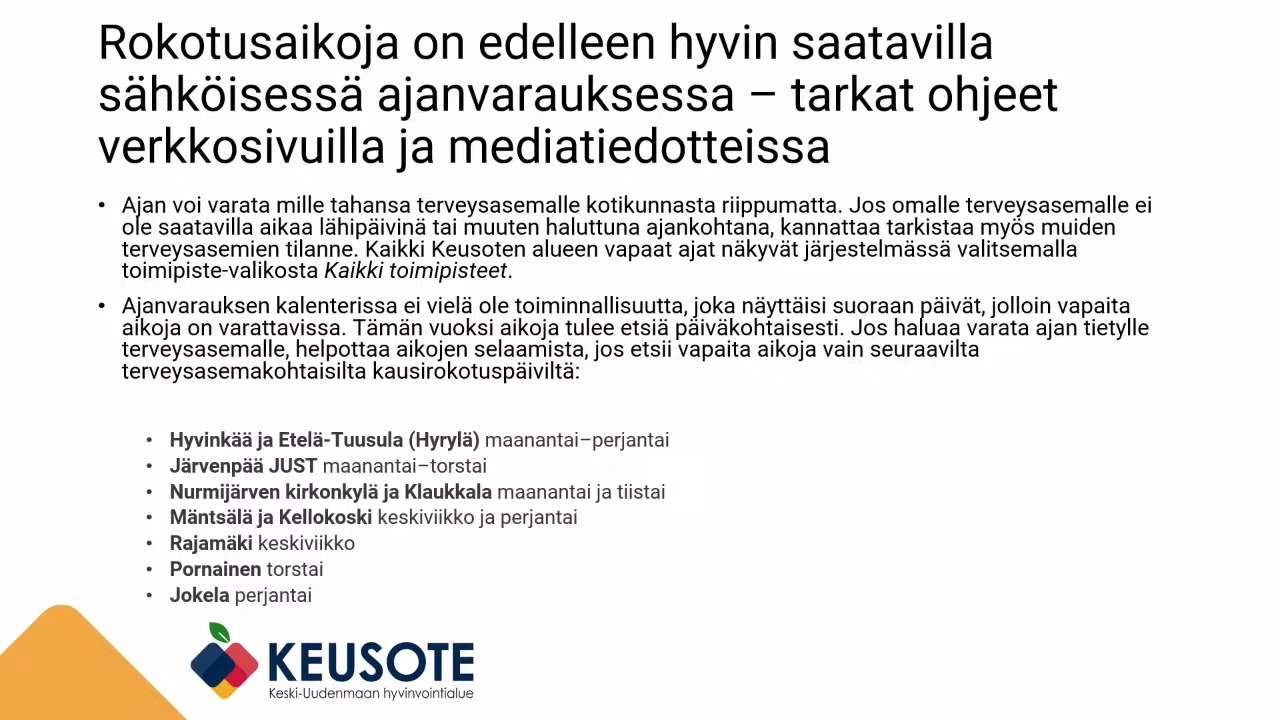 Rokotusaikoja on edelleen hyvin saatavilla
sähköisessä ajanvarauksessa – tarkat ohjeet
verkkosivuilla ja mediatiedotteissa
• Ajan voi varata mille tahansa terveysasemalle kotikunnasta riippumatta. Jos omalle terveysasemalle ei
ole saatavilla aikaa lähipäivinä tai muuten haluttuna ajankohtana, kannattaa tarkistaa myös muiden
terveysasemien tilanne. Kaikki Keusoten alueen vapaat ajat näkyvät järjestelmässä valitsemalla
toimipiste-valikosta Kaikki toimipisteet.
• Ajanvarauksen kalenterissa ei vielä ole toiminnallisuutta, joka näyttäisi suoraan päivät, jolloin vapaita
aikoja on varattavissa. Tämän vuoksi aikoja tulee etsiä päiväkohtaisesti. Jos haluaa varata ajan tietylle
terveysasemalle, helpottaa aikojen selaamista, jos etsii vapaita aikoja vain seuraavilta
terveysasemakohtaisilta kausirokotuspäiviltä:
• Hyvinkää ja Etelä-Tuusula (Hyrylä) maanantai–perjantai
• Järvenpää JUST maanantai–torstai
• Nurmijärven kirkonkylä ja Klaukkala maanantai ja tiistai
• Mäntsälä ja Kellokoski keskiviikko ja perjantai
• Rajamäki keskiviikko
• Pornainen torstai
• Jokela perjantai
KEUSOTE
Keski-Uudenmaan hyvinvointialue